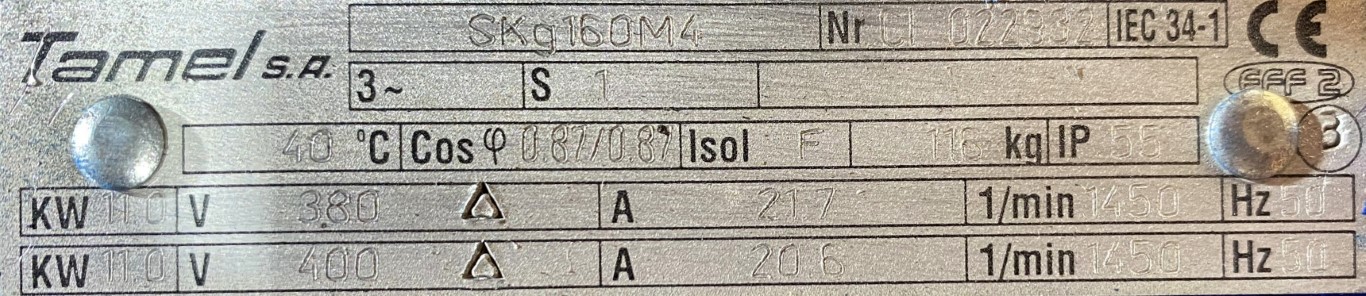 Tamel s.a. SKg160M4 Nr CI 022932 IEC 34-1 CE
3~ S 1 EFF 2
40 °C Cos φ 0.87/0.87 Isol F 116 kg IP 55 3
KW 11.0 V 380 Δ A 21.7 1/min 1450 Hz 50
KW 11.0 V 400 Δ A 20.6 1/min 1450 Hz 50